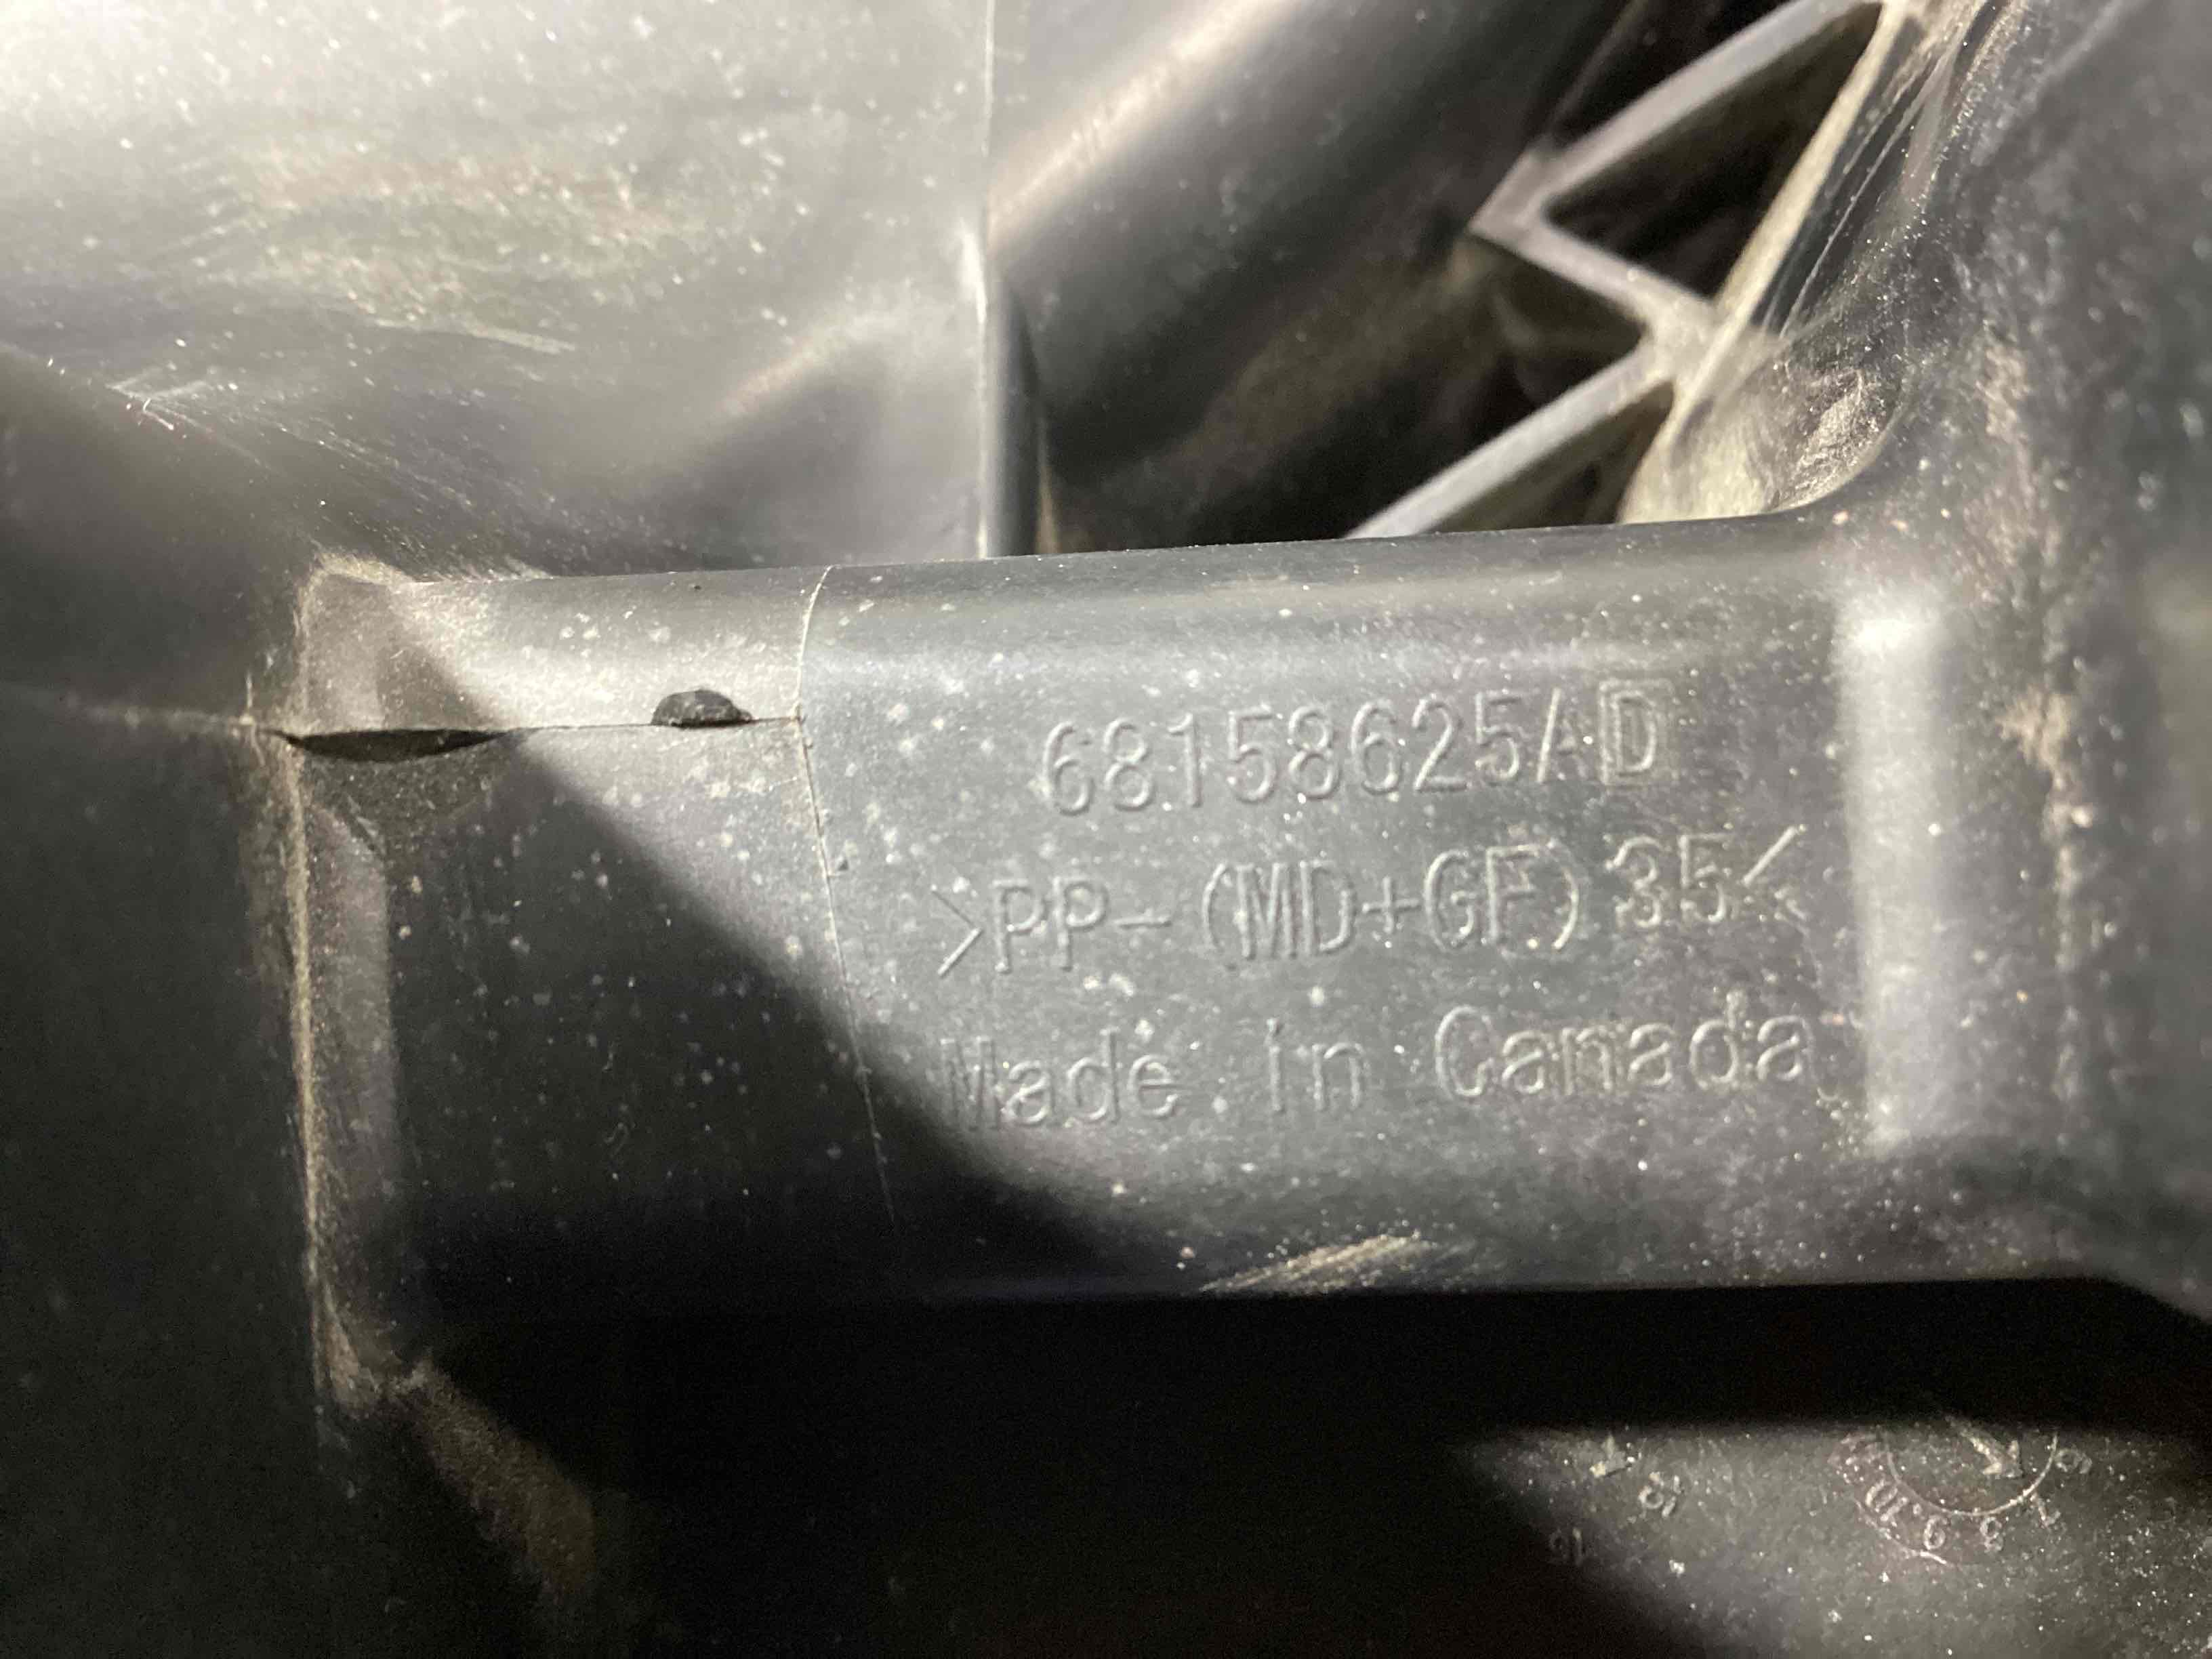 68158625AD
>PP-(MD+GF)35<
Made in Canada